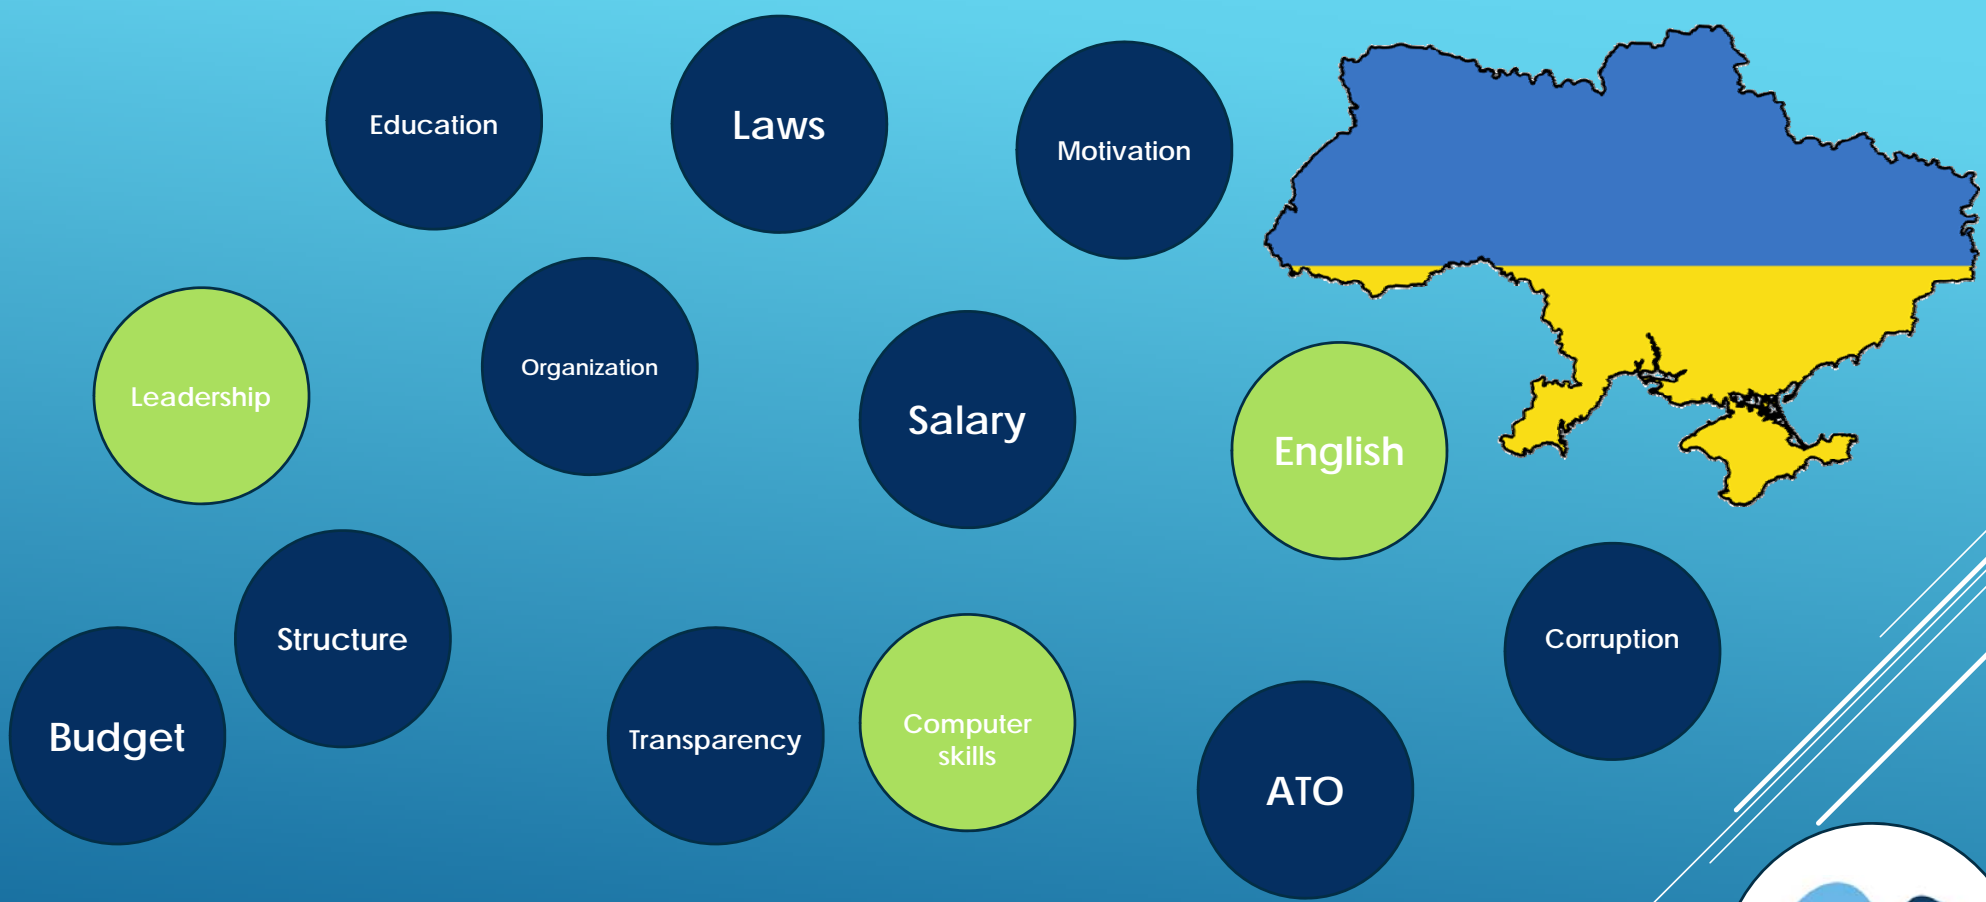 Education
Laws
Motivation
Leadership
Organization
Salary
English
Structure
Corruption
Budget
Transparency
Computer
skills
ATO